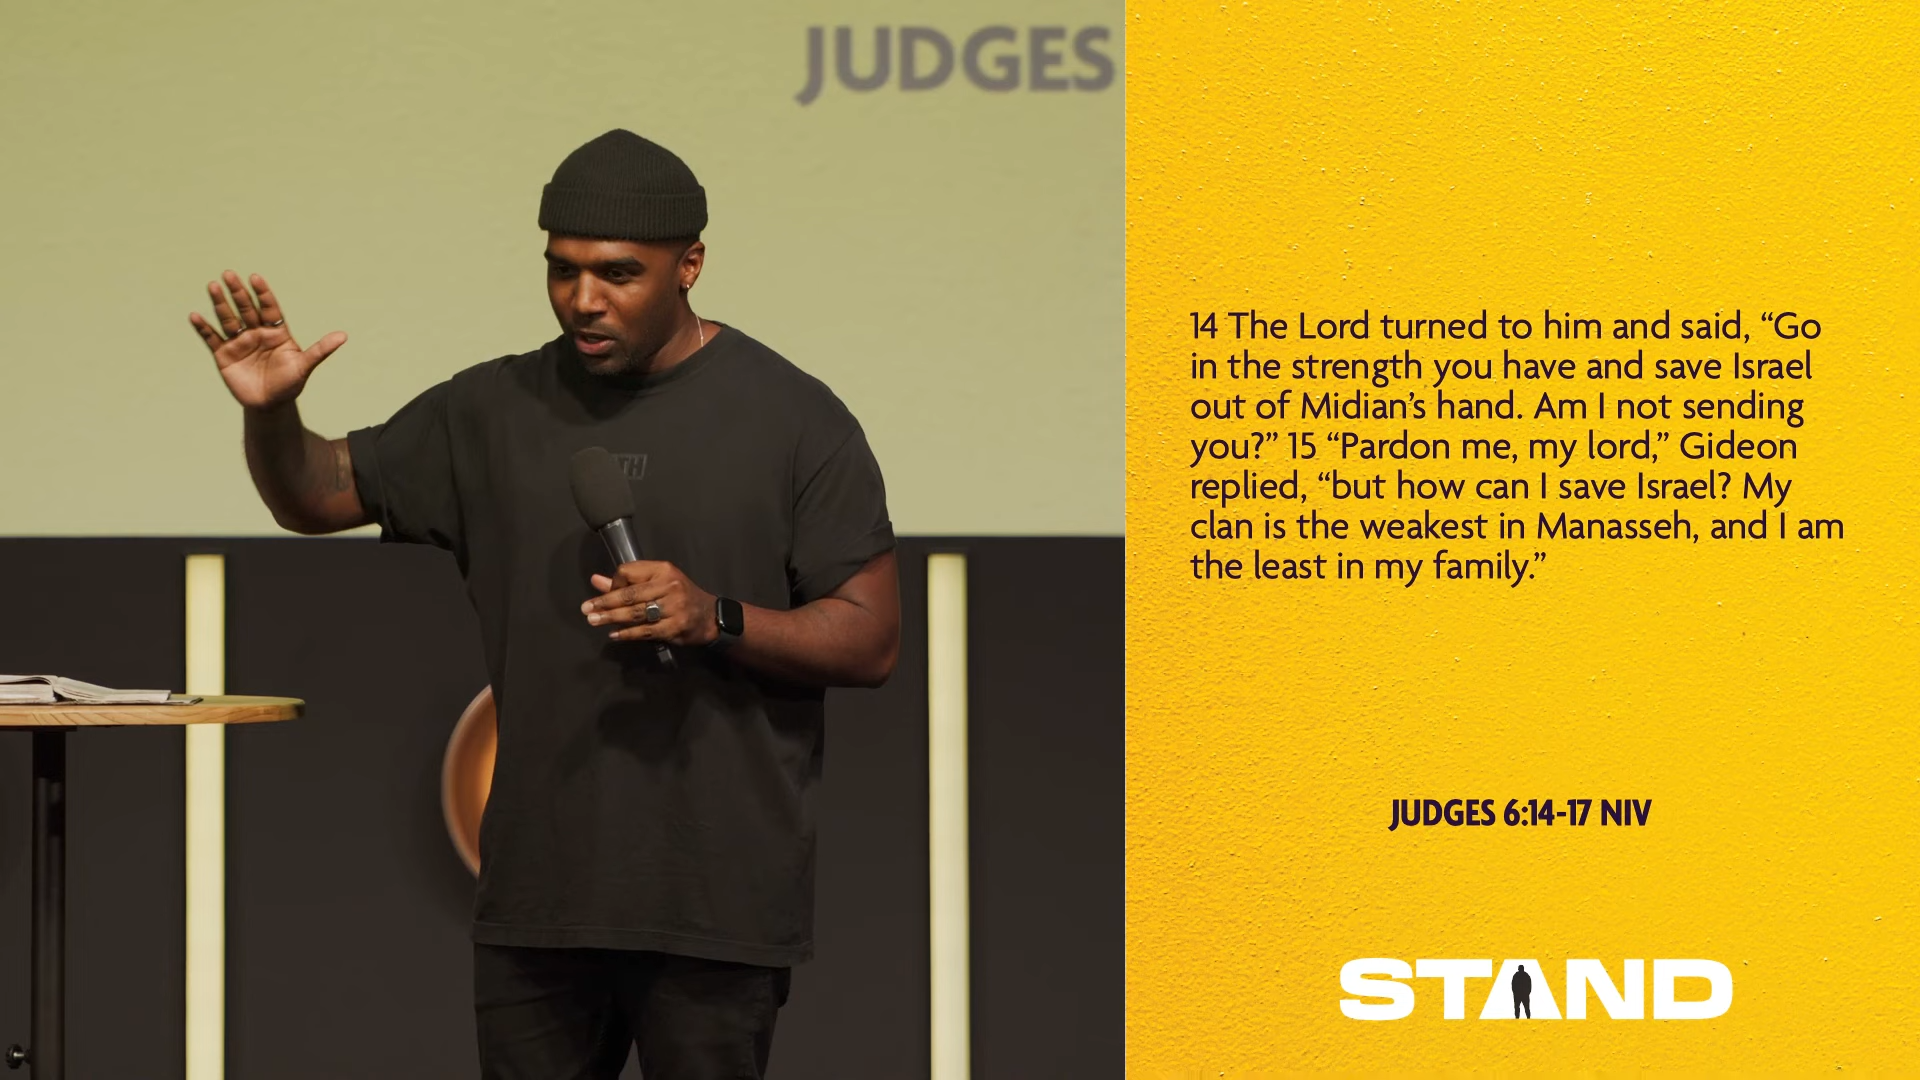 JUDGES
TH
14 The Lord turned to him and said, “Go
in the strength you have and save Israel
out of Midian’s hand. Am I not sending
you?” 15 “Pardon me, my lord,” Gideon
replied, “but how can I save Israel? My
clan is the weakest in Manasseh, and I am
the least in my family.”
JUDGES 6:14-17 NIV
STAND